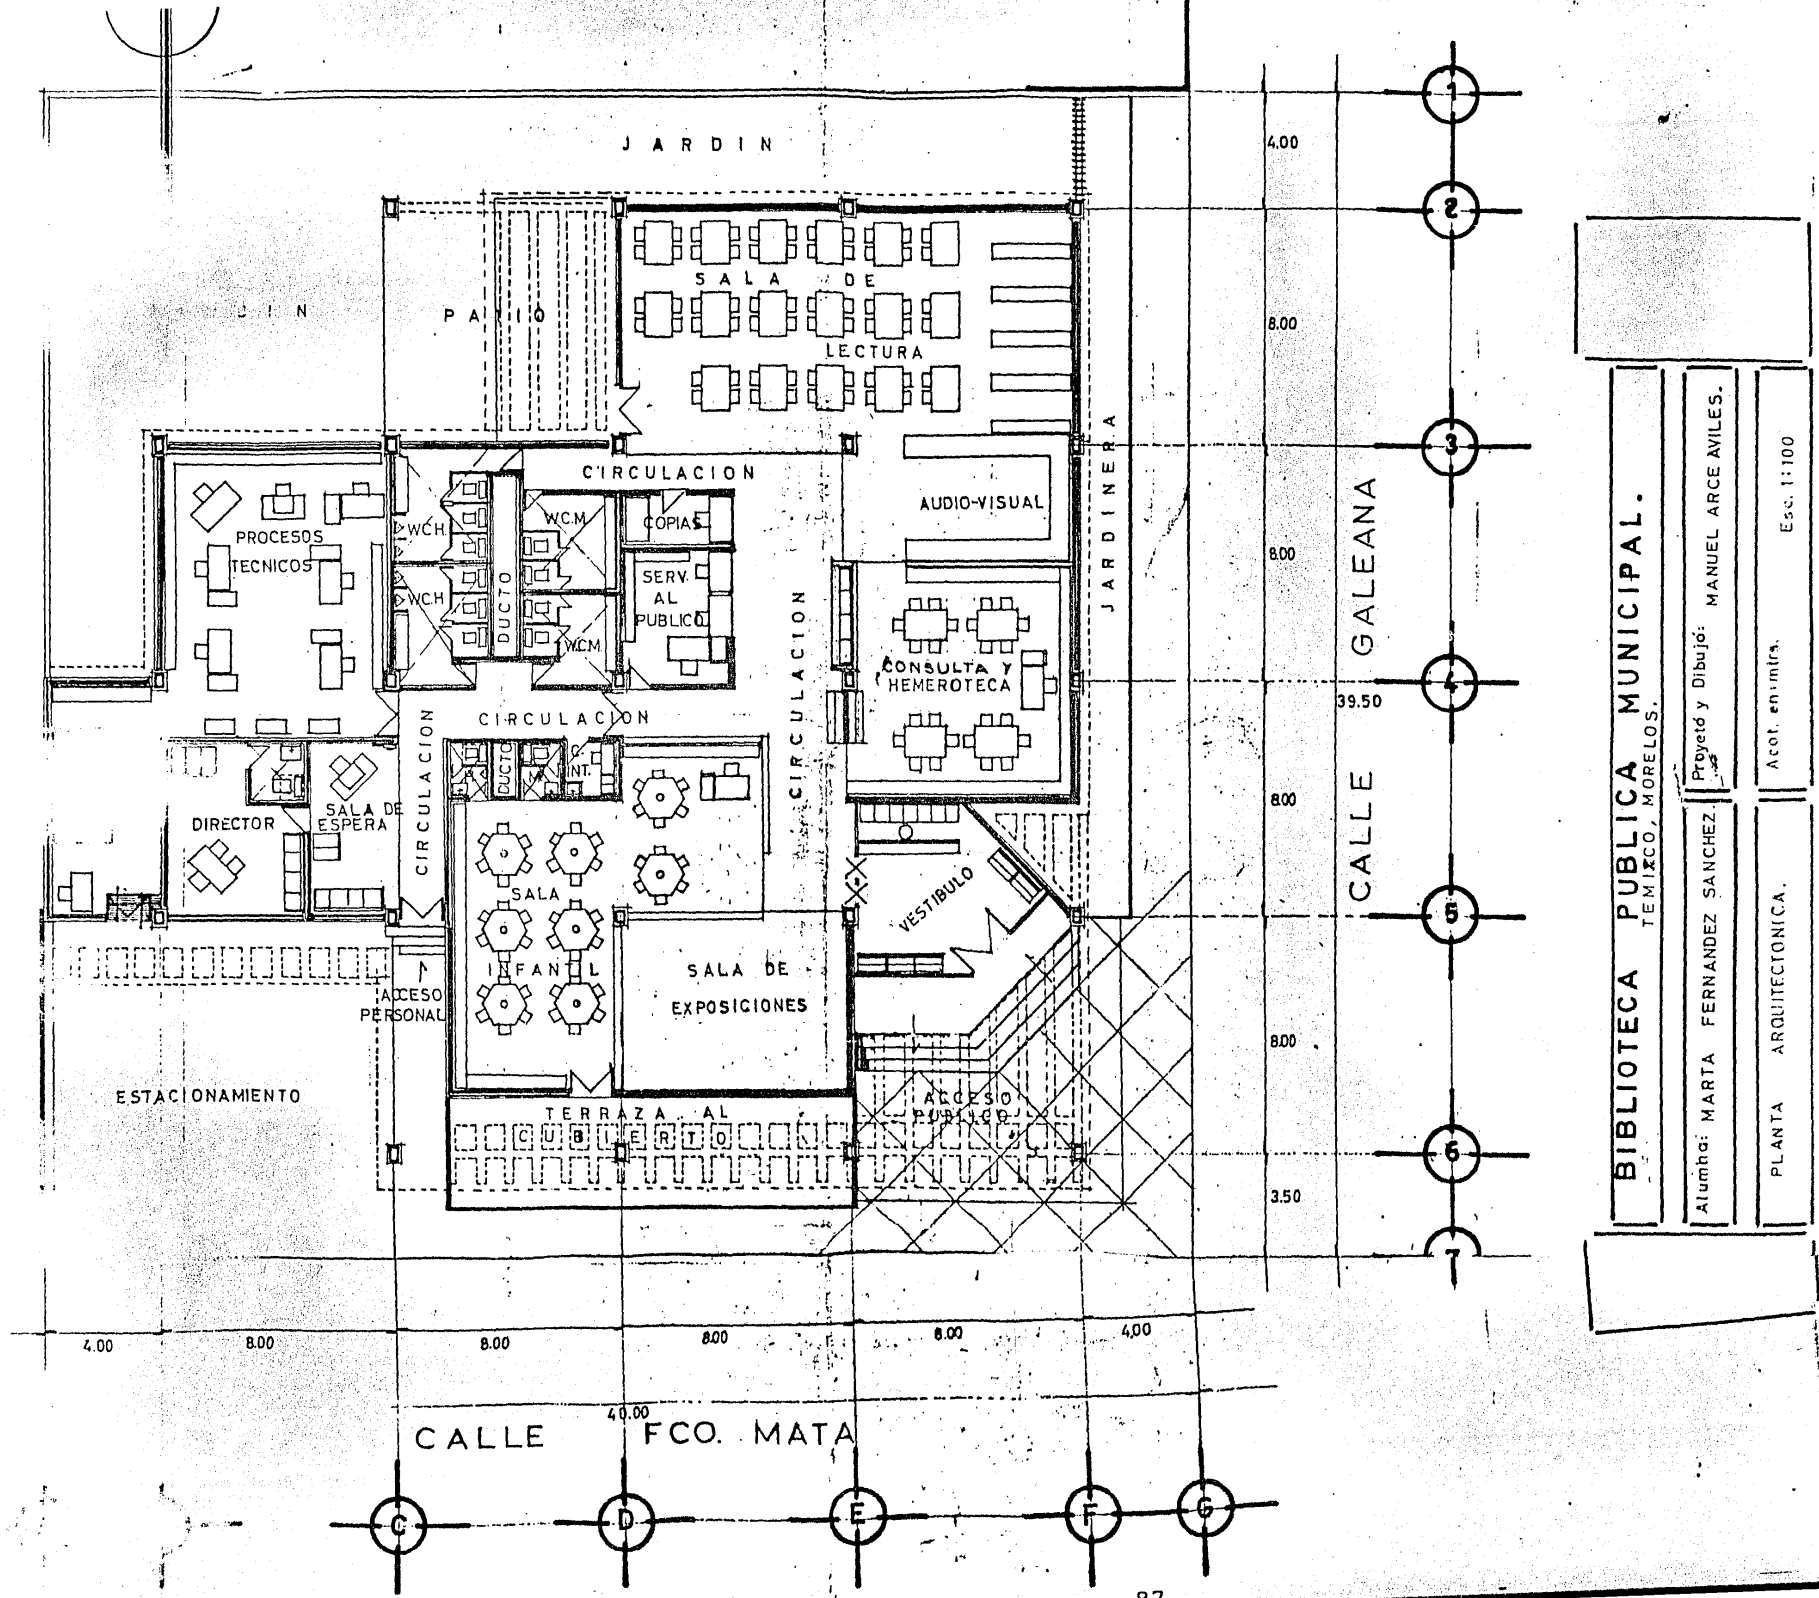 JARDIN
PATIO
SALA DE
LECTURA
CIRCULACION
AUDIO-VISUAL
COPIAS
W.C.H.
W.C.M.
PROCESOS
TECNICOS
SERV.
AL
PUBLICO
DUCTO
W.C.H.
W.C.M.
CONSULTA Y
HEMEROTECA
CIRCULACION
CIRCULACION
CIRCULACION
JARDINERA
DUCTO
DIRECTOR
SALA DE
ESPERA
SALA
INFANTIL
VESTIBULO
SALA DE
EXPOSICIONES
ACCESO
PERSONAL
ESTACIONAMIENTO
TERRAZA AL
CUBIERTO
ACCESO
PUBLICO
CALLE GALEANA
CALLE FCO. MATA
4.00
8.00
8.00
8.00
8.00
3.50
39.50
4.00
8.00
8.00
8.00
8.00
4.00
40.00
1
2
3
4
5
6
7
C
D
E
F
G
BIBLIOTECA PUBLICA MUNICIPAL.
TEMIXCO, MORELOS.
Alumna: MARTA FERNANDEZ SANCHEZ.
Proyetó y Dibujó: MANUEL ARCE AVILES.
PLANTA ARQUITECTONICA.
Acot. en: mtrs. Esc. 1:100